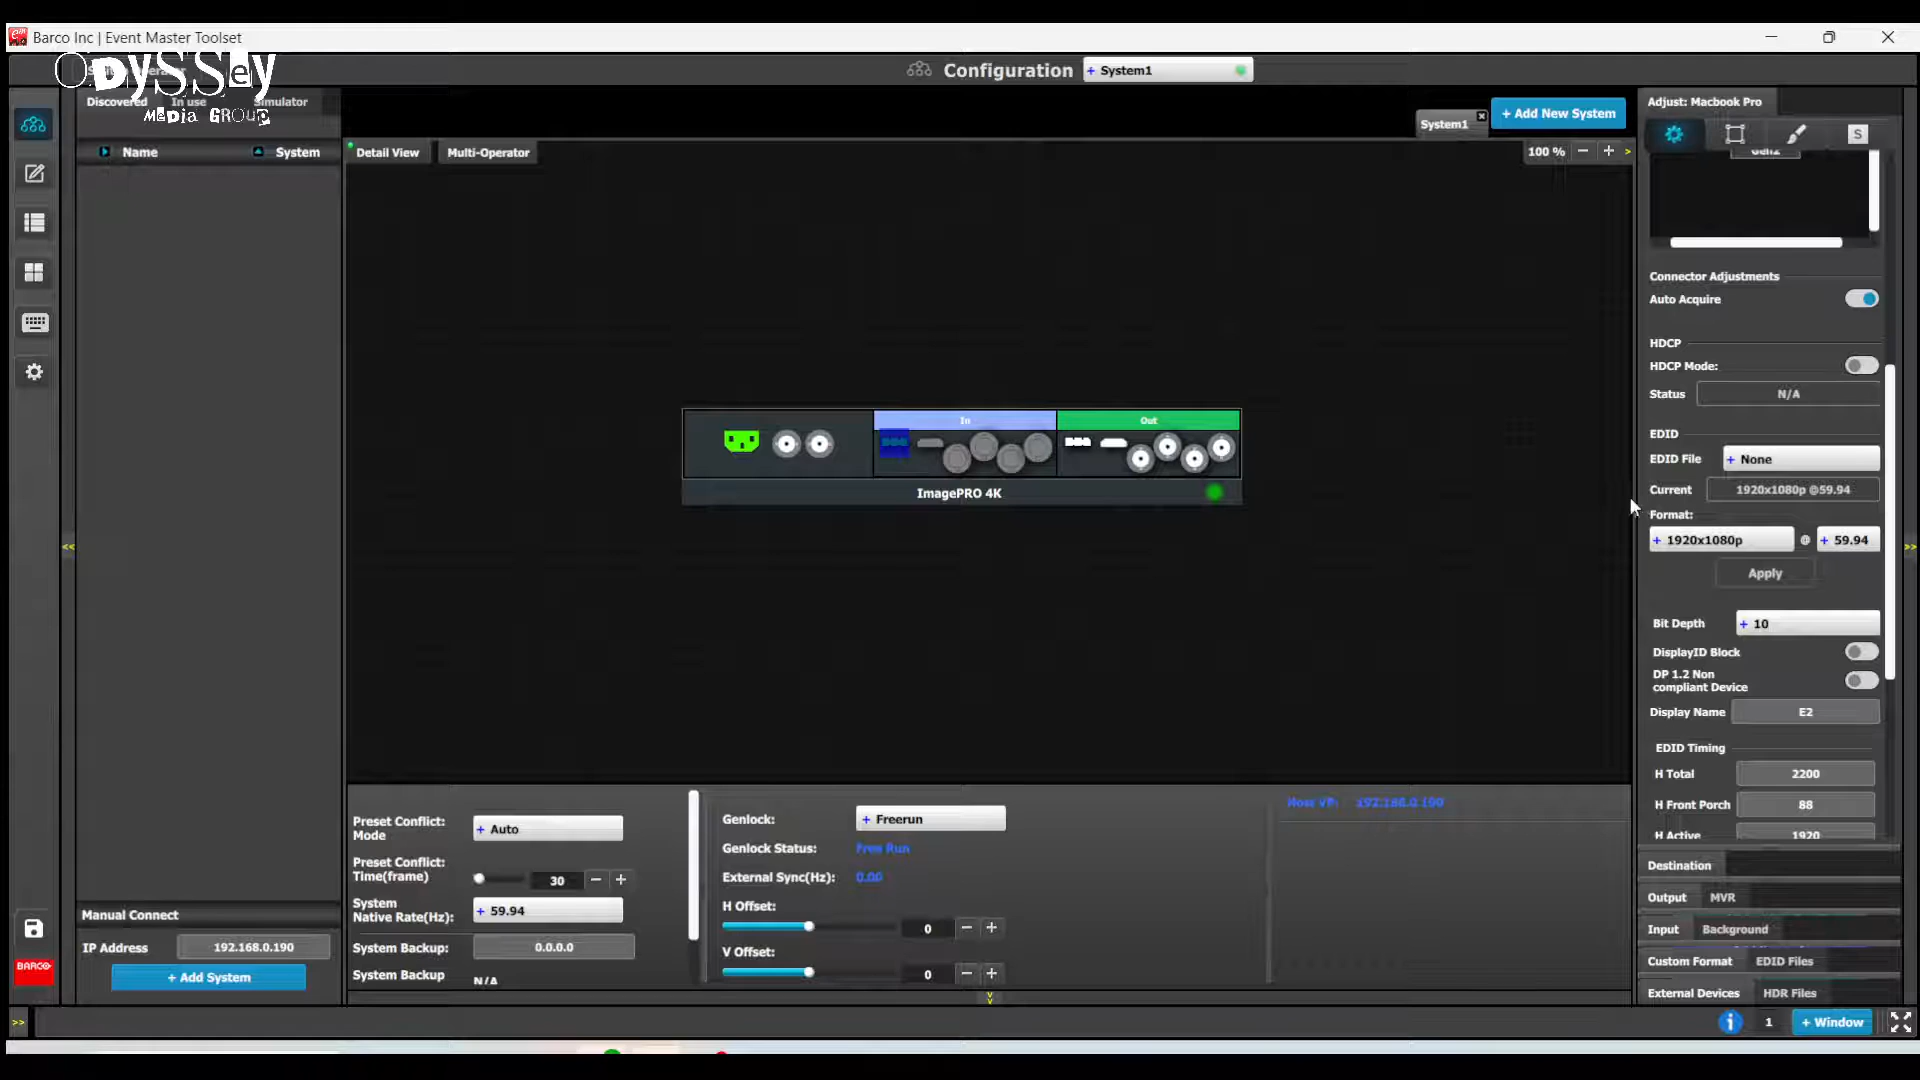 Barco Inc | Event Master Toolset
ODYSSEY
MEDIA GROUP
Configuration
+ System1
Discovered
In use
Simulator
Name
System
System1
+ Add New System
Detail View
Multi-Operator
100 %
Adjust: Macbook Pro
S
Gen2
Connector Adjustments
Auto Acquire
HDCP
HDCP Mode:
Status
N/A
EDID
EDID File
+ None
Current
1920x1080p @59.94
Format:
+ 1920x1080p
@
+ 59.94
Apply
Bit Depth
+ 10
DisplayID Block
DP 1.2 Non
compliant Device
Display Name
E2
EDID Timing
H Total
2200
H Front Porch
88
H Active
1920
In
Out
ImagePRO 4K
Preset Conflict:
Mode
+ Auto
Preset Conflict:
Time(frame)
30
System
Native Rate(Hz):
+ 59.94
System Backup:
0.0.0.0
System Backup
N/A
Genlock:
+ Freerun
Genlock Status:
Free Run
External Sync(Hz):
0.00
H Offset:
0
V Offset:
0
192.168.0.190
Manual Connect
IP Address
192.168.0.190
+ Add System
BARCO
Destination
Output
MVR
Input
Background
Custom Format
EDID Files
External Devices
HDR Files
1
+ Window